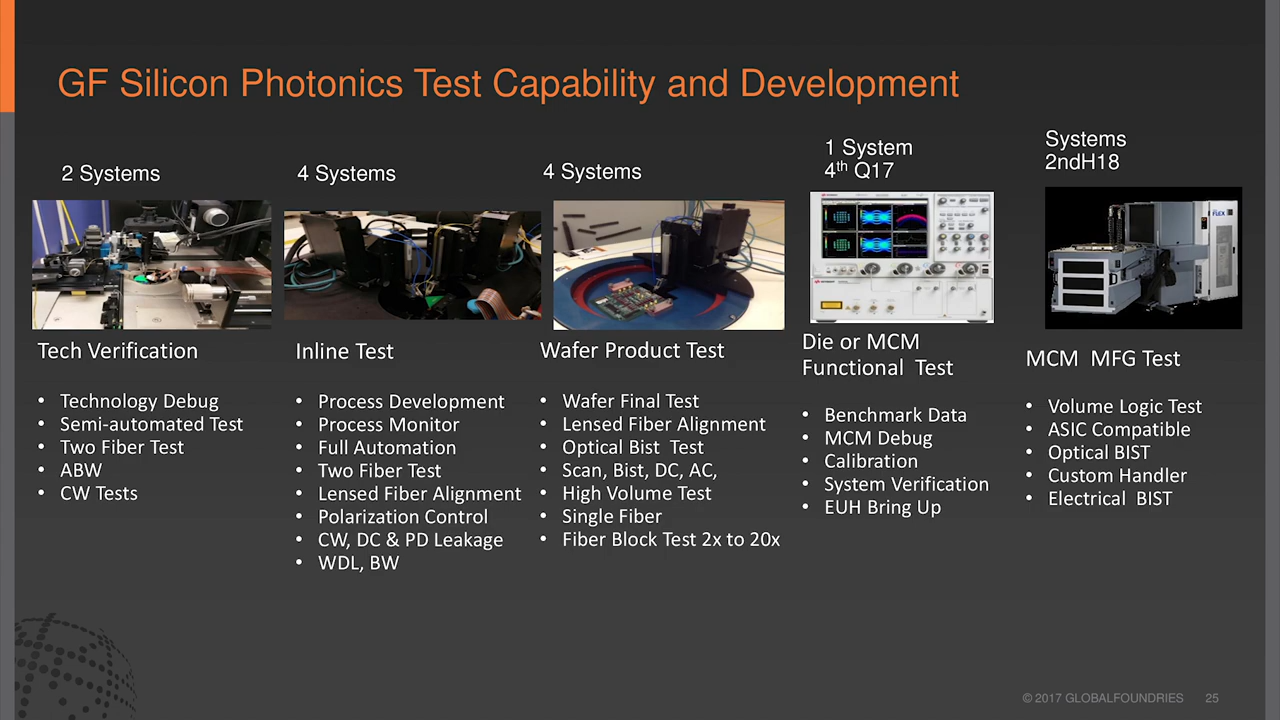 GF Silicon Photonics Test Capability and Development
2 Systems
Tech Verification
• Technology Debug
• Semi-automated Test
• Two Fiber Test
• ABW
• CW Tests
4 Systems
Inline Test
• Process Development
• Process Monitor
• Full Automation
• Two Fiber Test
• Lensed Fiber Alignment
• Polarization Control
• CW, DC & PD Leakage
• WDL, BW
4 Systems
Wafer Product Test
• Wafer Final Test
• Lensed Fiber Alignment
• Optical Bist Test
• Scan, Bist, DC, AC,
• High Volume Test
• Single Fiber
• Fiber Block Test 2x to 20x
1 System
4th Q17
Die or MCM
Functional Test
• Benchmark Data
• MCM Debug
• Calibration
• System Verification
• EUH Bring Up
Systems
2ndH18
FLEX
MCM MFG Test
• Volume Logic Test
• ASIC Compatible
• Optical BIST
• Custom Handler
• Electrical BIST
© 2017 GLOBALFOUNDRIES 25